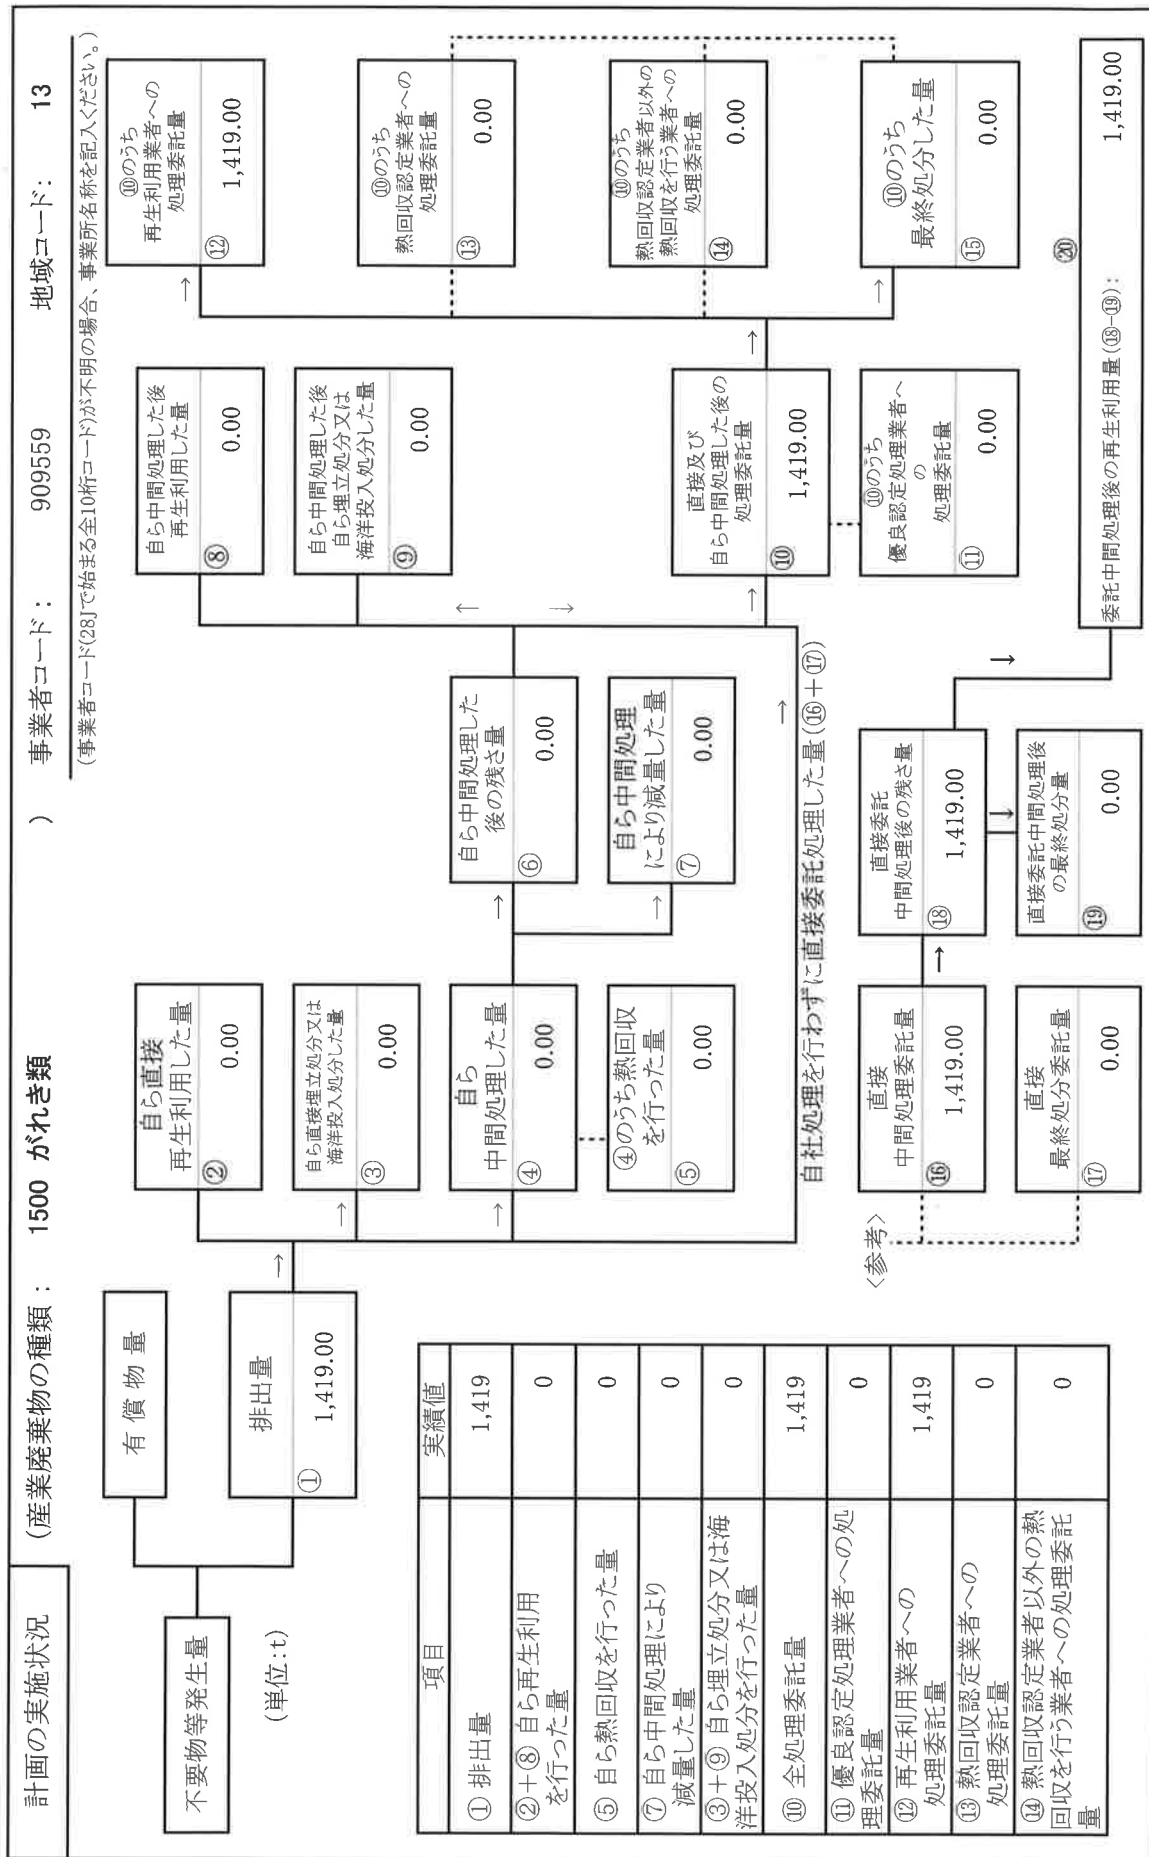 計画の実施状況
(産業廃棄物の種類： 1500 がれき類 )
事業者コード： 909559 地域コード： 13
(事業者コード(「28」で始まる全10桁コード)が不明の場合、事業所名称を記入ください。)
不要物等発生量
(単位:t)
有 償 物 量
排出量
① 1,419.00
自ら直接
再生利用した量
② 0.00
自ら直接埋立処分又は
海洋投入処分した量
③ 0.00
自ら
中間処理した量
④ 0.00
④のうち熱回収
を行った量
⑤ 0.00
自ら中間処理した
後の残さ量
⑥ 0.00
自ら中間処理
により減量した量
⑦ 0.00
自ら中間処理した後
再生利用した量
⑧ 0.00
自ら中間処理した後
自ら埋立処分又は
海洋投入処分した量
⑨ 0.00
直接及び
自ら中間処理した後の
処理委託量
⑩ 1,419.00
⑩のうち
優良認定処理業者へ
の
処理委託量
⑪ 0.00
⑩のうち
再生利用業者への
処理委託量
⑫ 1,419.00
⑩のうち
熱回収認定業者への
処理委託量
⑬ 0.00
⑩のうち
熱回収認定業者以外の
熱回収を行う業者への
処理委託量
⑭ 0.00
⑩のうち
最終処分した量
⑮ 0.00
自社処理を行わずに直接委託処理した量(⑯+⑰)
<参考>
直接
中間処理委託量
⑯ 1,419.00
直接
最終処分委託量
⑰ 0.00
直接委託
中間処理後の残さ量
⑱ 1,419.00
直接委託中間処理後
の最終処分量
⑲ 0.00
⑳
委託中間処理後の再生利用量(⑱-⑲)： 1,419.00
項目 実績値
① 排出量 1,419
②+⑧ 自ら再生利用
を行った量 0
⑤ 自ら熱回収を行った量 0
⑦ 自ら中間処理により
減量した量 0
③+⑨ 自ら埋立処分又は海
洋投入処分を行った量 0
⑩ 全処理委託量 1,419
⑪ 優良認定処理業者への処
理委託量 0
⑫ 再生利用業者への
処理委託量 1,419
⑬ 熱回収認定業者への
処理委託量 0
⑭ 熱回収認定業者以外の熱
回収を行う業者への処理委託
量 0